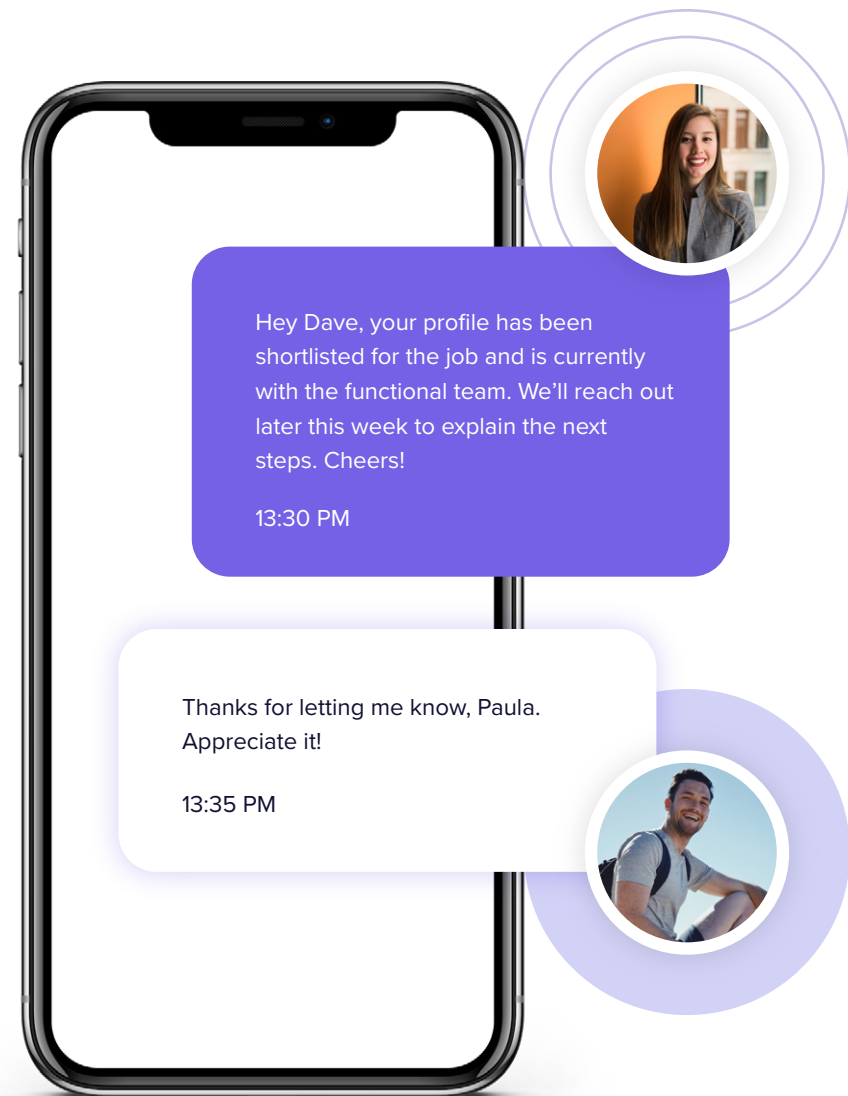 Hey Dave, your profile has been
shortlisted for the job and is currently
with the functional team. We’ll reach out
later this week to explain the next
steps. Cheers!
13:30 PM
Thanks for letting me know, Paula.
Appreciate it!
13:35 PM